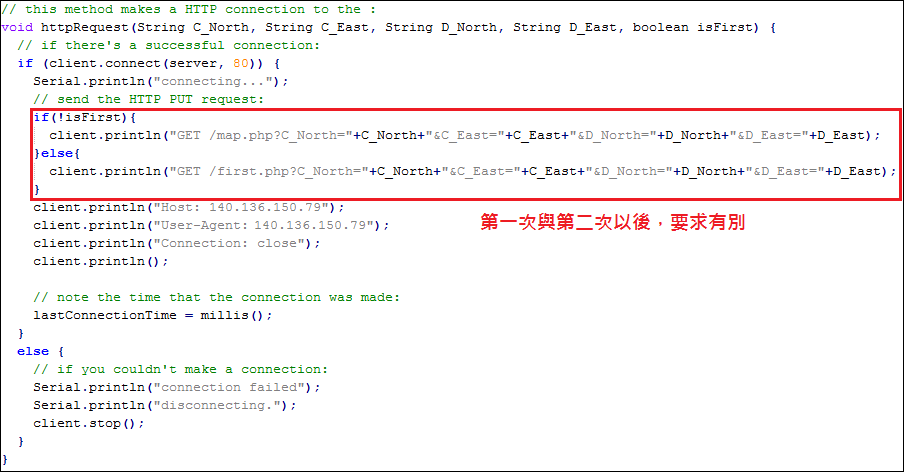 // this method makes a HTTP connection to the :
void httpRequest(String C_North, String C_East, String D_North, String D_East, boolean isFirst) {
  // if there's a successful connection:
  if (client.connect(server, 80)) {
    Serial.println("connecting...");
    // send the HTTP PUT request:
    if(!isFirst){
      client.println("GET /map.php?C_North="+C_North+"&C_East="+C_East+"&D_North="+D_North+"&D_East="+D_East);
    }else{
      client.println("GET /first.php?C_North="+C_North+"&C_East="+C_East+"&D_North="+D_North+"&D_East="+D_East);
    }
    client.println("Host: 140.136.150.79");
第一次與第二次以後，要求有別
    client.println("User-Agent: 140.136.150.79");
    client.println("Connection: close");
    client.println();

    // note the time that the connection was made:
    lastConnectionTime = millis();
  }
  else {
    // if you couldn't make a connection:
    Serial.println("connection failed");
    Serial.println("disconnecting.");
    client.stop();
  }
}